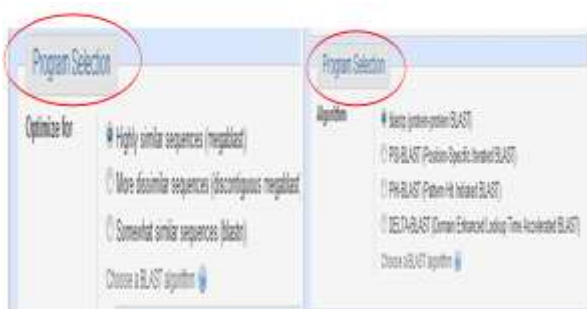 Program Selection
Optimize for
Highly similar sequences (megablast)
More dissimilar sequences (discontiguous megablast
Somewhat similar sequences (blastn)
Choose a BLAST algorithm
Program Selection
Algorithm
blastp (protein-protein BLAST)
PSI-BLAST (Position-Specific Iterated BLAST)
PHI-BLAST (Pattern Hit Initiated BLAST)
DELTA-BLAST (Domain Enhanced Lookup Time Accelerated BLAST)
Choose a BLAST algorithm